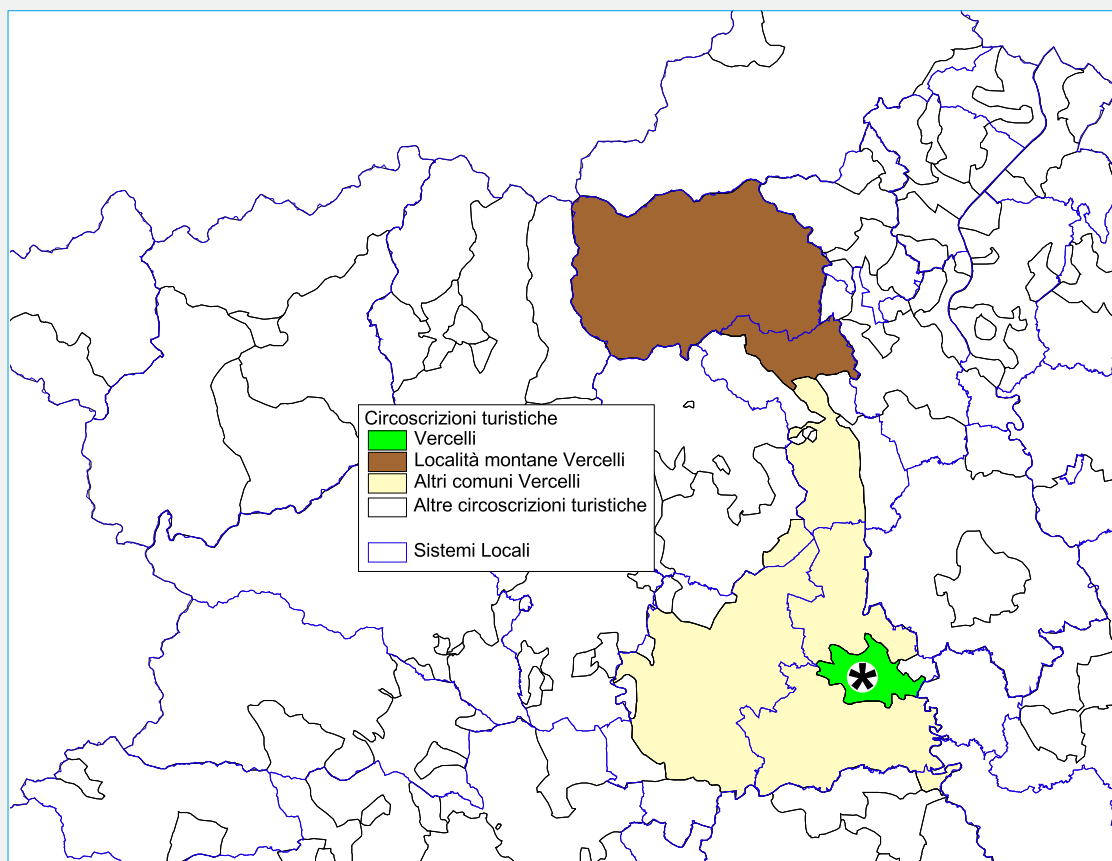 Circoscrizioni turistiche
Vercelli
Località montane Vercelli
Altri comuni Vercelli
Altre circoscrizioni turistiche
Sistemi Locali